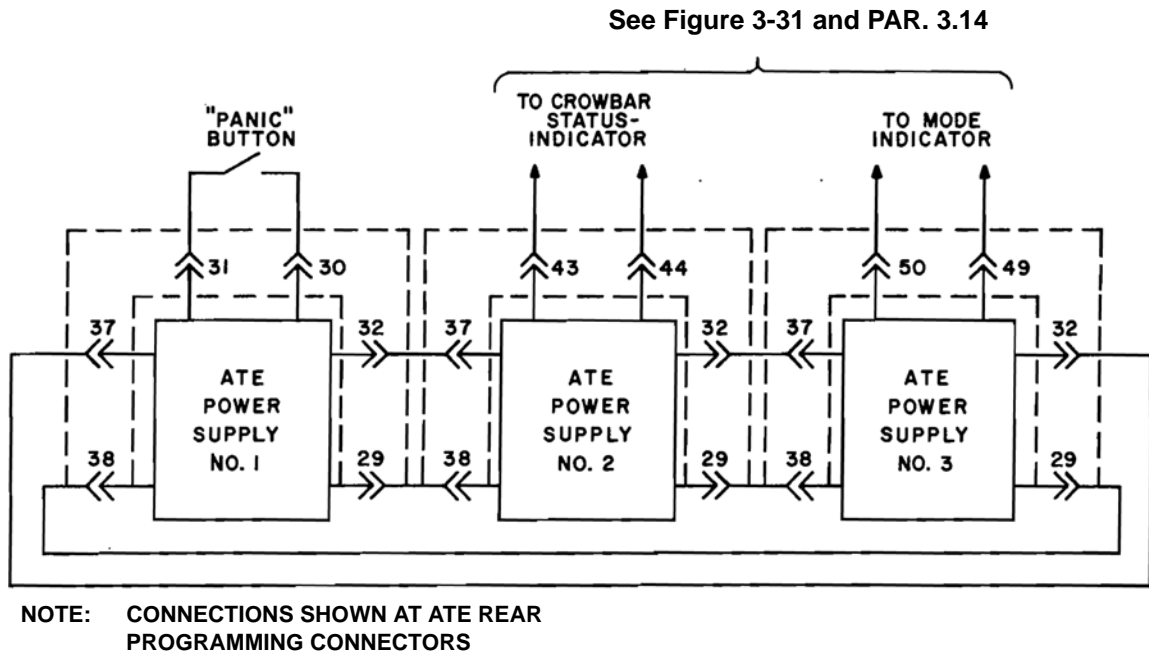 See Figure 3-31 and PAR. 3.14
"PANIC"
BUTTON
TO CROWBAR
STATUS-
INDICATOR
TO MODE
INDICATOR
31 30 43 44 50 49
37 32 37 32 37 32
ATE
POWER
SUPPLY
NO. 1
ATE
POWER
SUPPLY
NO. 2
ATE
POWER
SUPPLY
NO. 3
38 29 38 29 38 29
NOTE: CONNECTIONS SHOWN AT ATE REAR
PROGRAMMING CONNECTORS